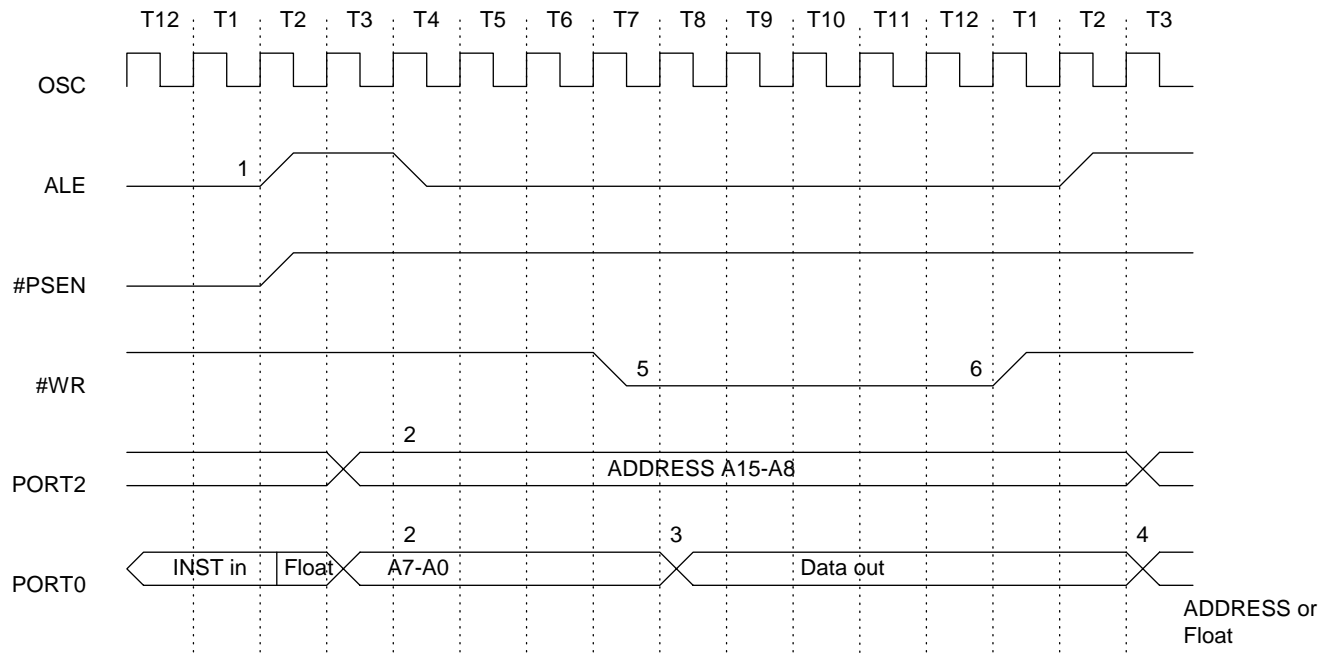 T12 T1 T2 T3 T4 T5 T6 T7 T8 T9 T10 T11 T12 T1 T2 T3
OSC
1
ALE
#PSEN
5 6
#WR
2
ADDRESS A15-A8
PORT2
2 3 4
INST in Float A7-A0 Data out
PORT0
ADDRESS or
Float